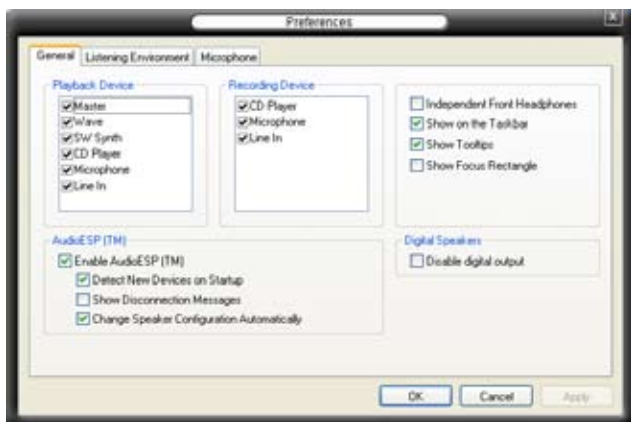 Preferences
General
Listening Environment
Microphone
Playback Device
Master
Wave
SW Synth
CD Player
Microphone
Line In
Recording Device
CD Player
Microphone
Line In
Independent Front Headphones
Show on the Taskbar
Show Tooltips
Show Focus Rectangle
AudioESP (TM)
Enable AudioESP (TM)
Detect New Devices on Startup
Show Disconnection Messages
Change Speaker Configuration Automatically
Digital Speakers
Disable digital output
OK
Cancel
Apply